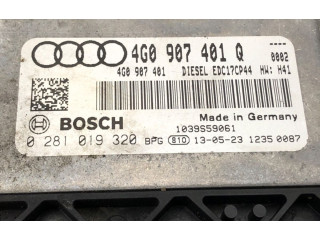 4G0 907 401 Q 0002
4G0 907 401 DIESEL EDC17CP44 HW: H41
Made in Germany
BOSCH 1039S59061
0 281 019 320 BPG 810 13-05-23 1235 0087